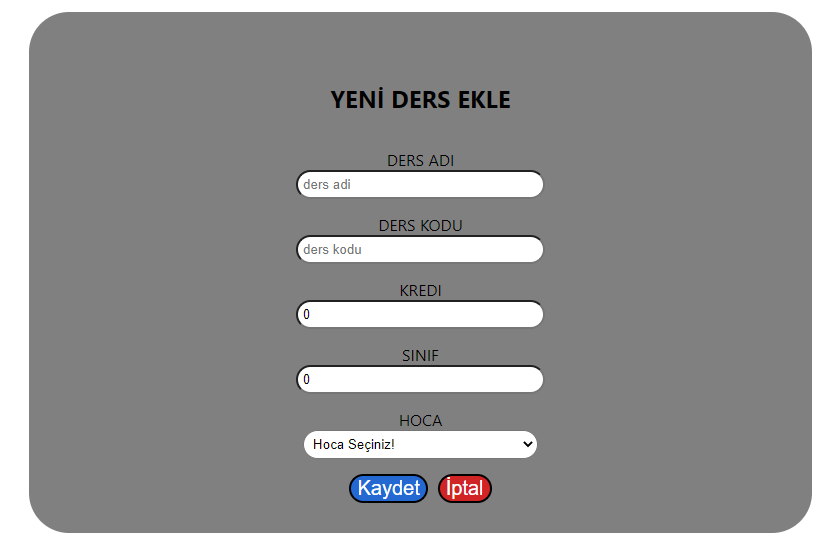 YENİ DERS EKLE
DERS ADI
ders adi
DERS KODU
ders kodu
KREDI
0
SINIF
0
HOCA
Hoca Seçiniz!
Kaydet İptal